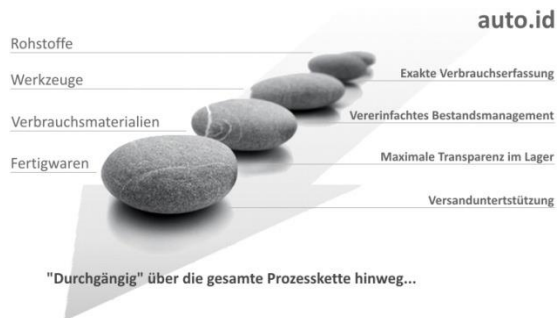 auto.id
Rohstoffe
Exakte Verbrauchserfassung
Werkzeuge
Vererinfachtes Bestandsmanagement
Verbrauchsmaterialien
Maximale Transparenz im Lager
Fertigwaren
Versanduntertstützung
"Durchgängig" über die gesamte Prozesskette hinweg...